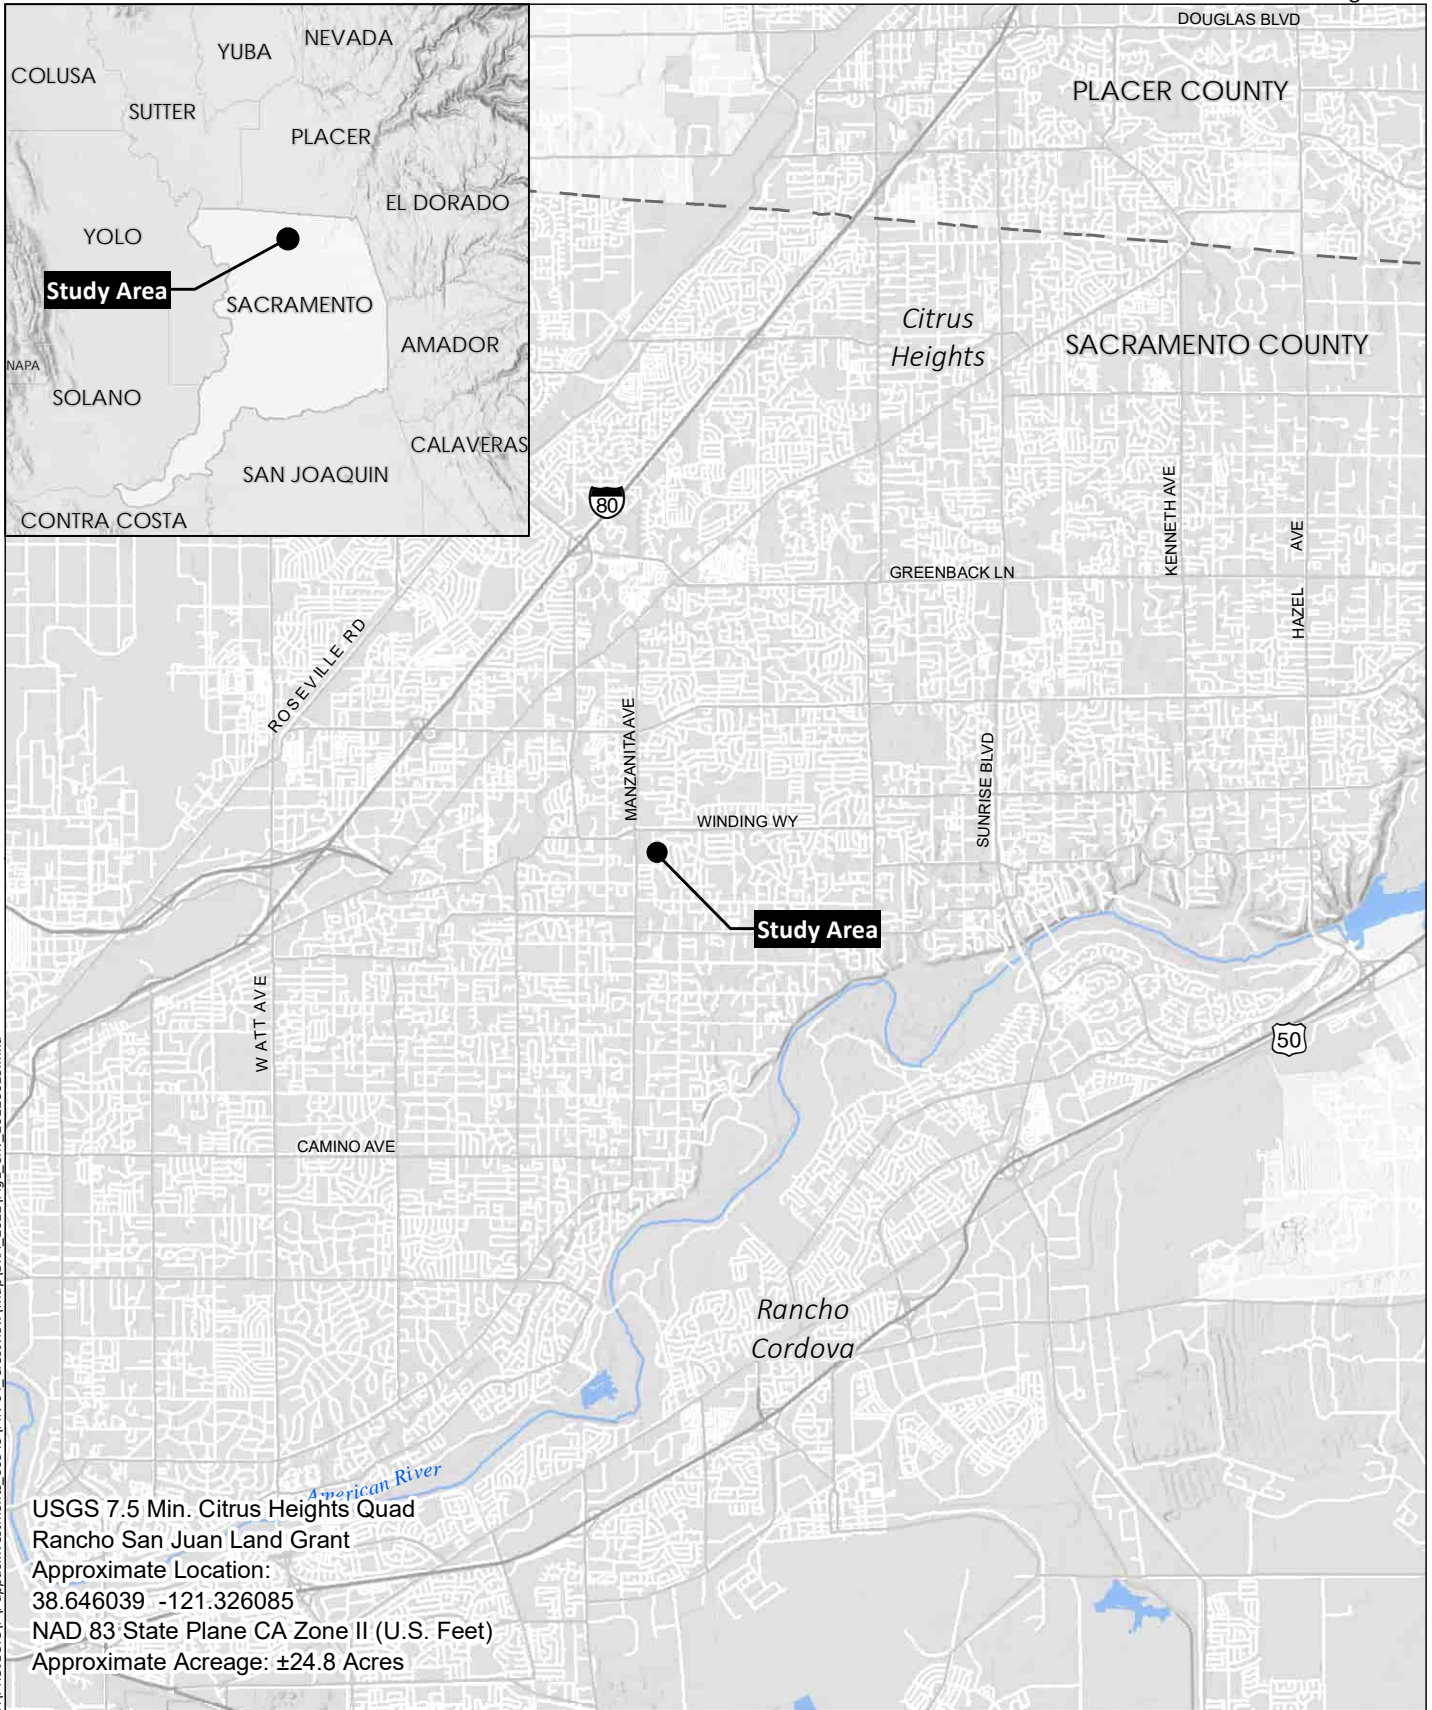 DOUGLAS BLVD
NEVADA
YUBA
COLUSA
SUTTER
PLACER
EL DORADO
YOLO
Study Area
SACRAMENTO
AMADOR
NAPA
SOLANO
CALAVERAS
SAN JOAQUIN
CONTRA COSTA
PLACER COUNTY
Citrus
Heights
SACRAMENTO COUNTY
80
KENNETH AVE
HAZEL AVE
GREENBACK LN
ROSEVILLE RD
MANZANITA AVE
SUNRISE BLVD
WINDING WY
Study Area
WATT AVE
50
CAMINO AVE
Rancho
Cordova
American River
USGS 7.5 Min. Citrus Heights Quad
Rancho San Juan Land Grant
Approximate Location:
38.646039 -121.326085
NAD 83 State Plane CA Zone II (U.S. Feet)
Approximate Acreage: ±24.8 Acres